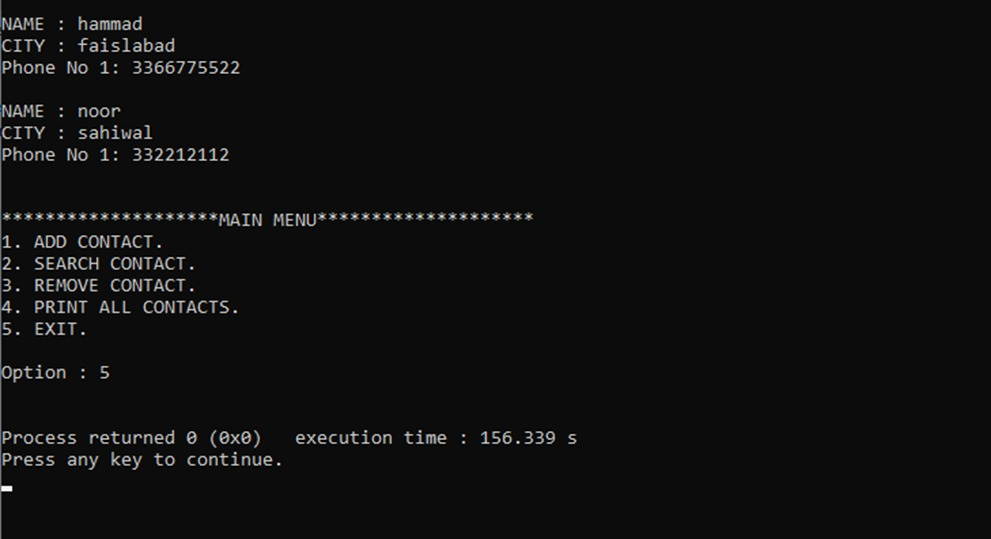 NAME : hammad
CITY : faislabad
Phone No 1: 3366775522
NAME : noor
CITY : sahiwal
Phone No 1: 332212112
********************MAIN MENU********************
1. ADD CONTACT.
2. SEARCH CONTACT.
3. REMOVE CONTACT.
4. PRINT ALL CONTACTS.
5. EXIT.
Option : 5
Process returned 0 (0x0)   execution time : 156.339 s
Press any key to continue.